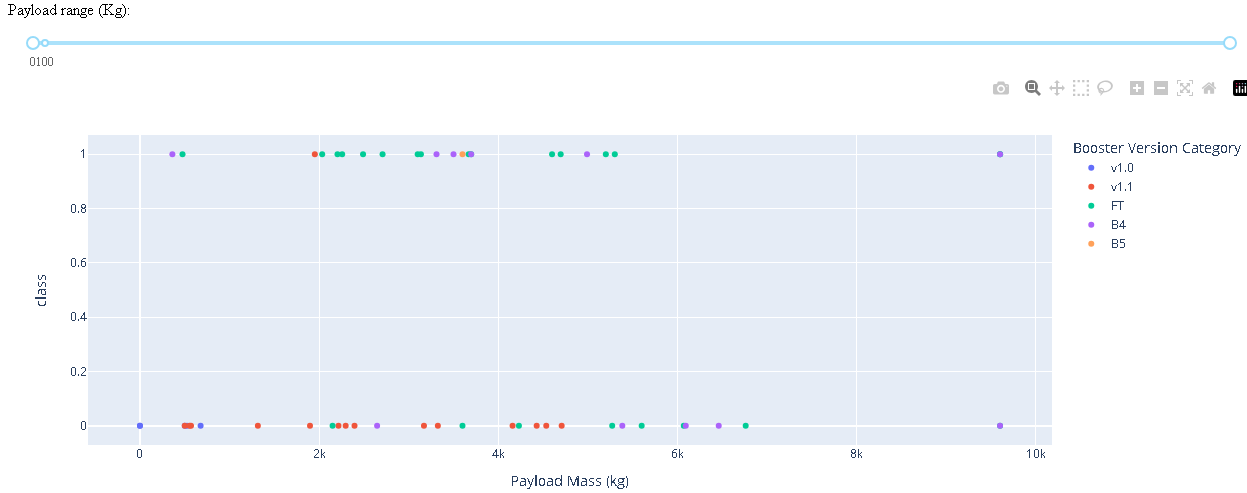 Payload range (Kg):
0100
Booster Version Category
v1.0
v1.1
FT
B4
B5
1
0.8
0.6
0.4
0.2
0
class
0
2k
4k
6k
8k
10k
Payload Mass (kg)